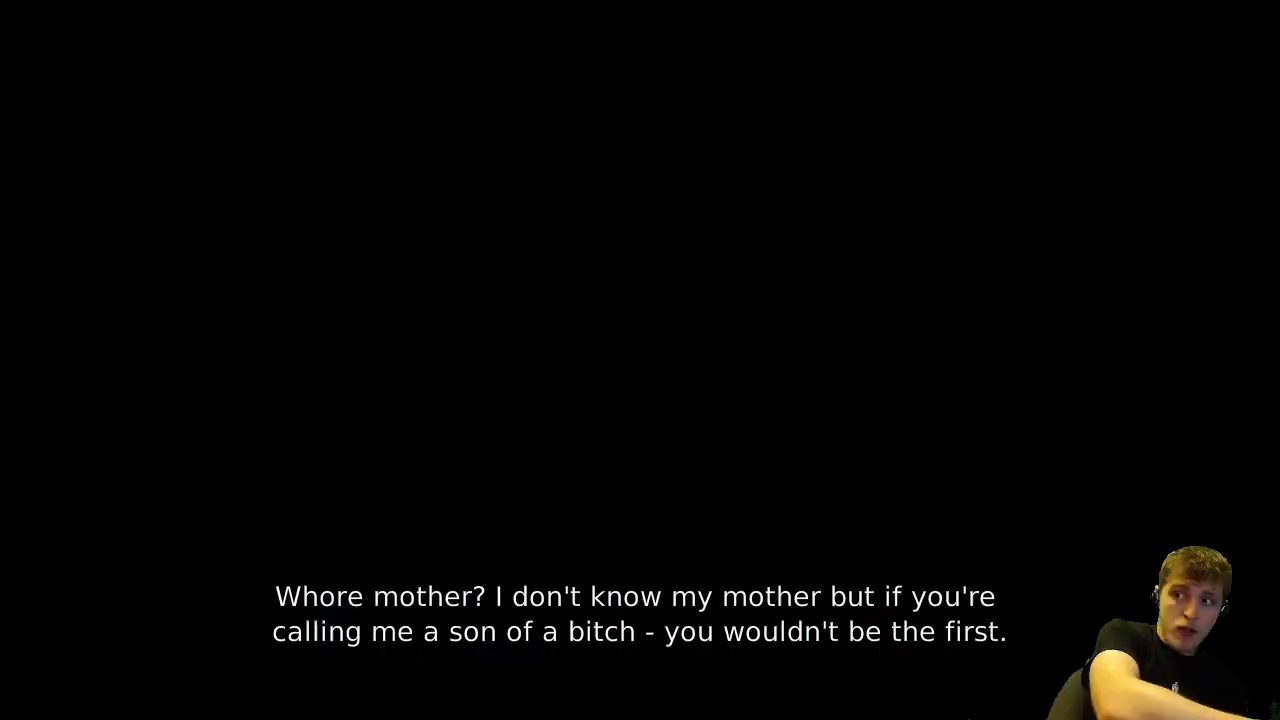 Whore mother? I don't know my mother but if you're
calling me a son of a bitch - you wouldn't be the first.